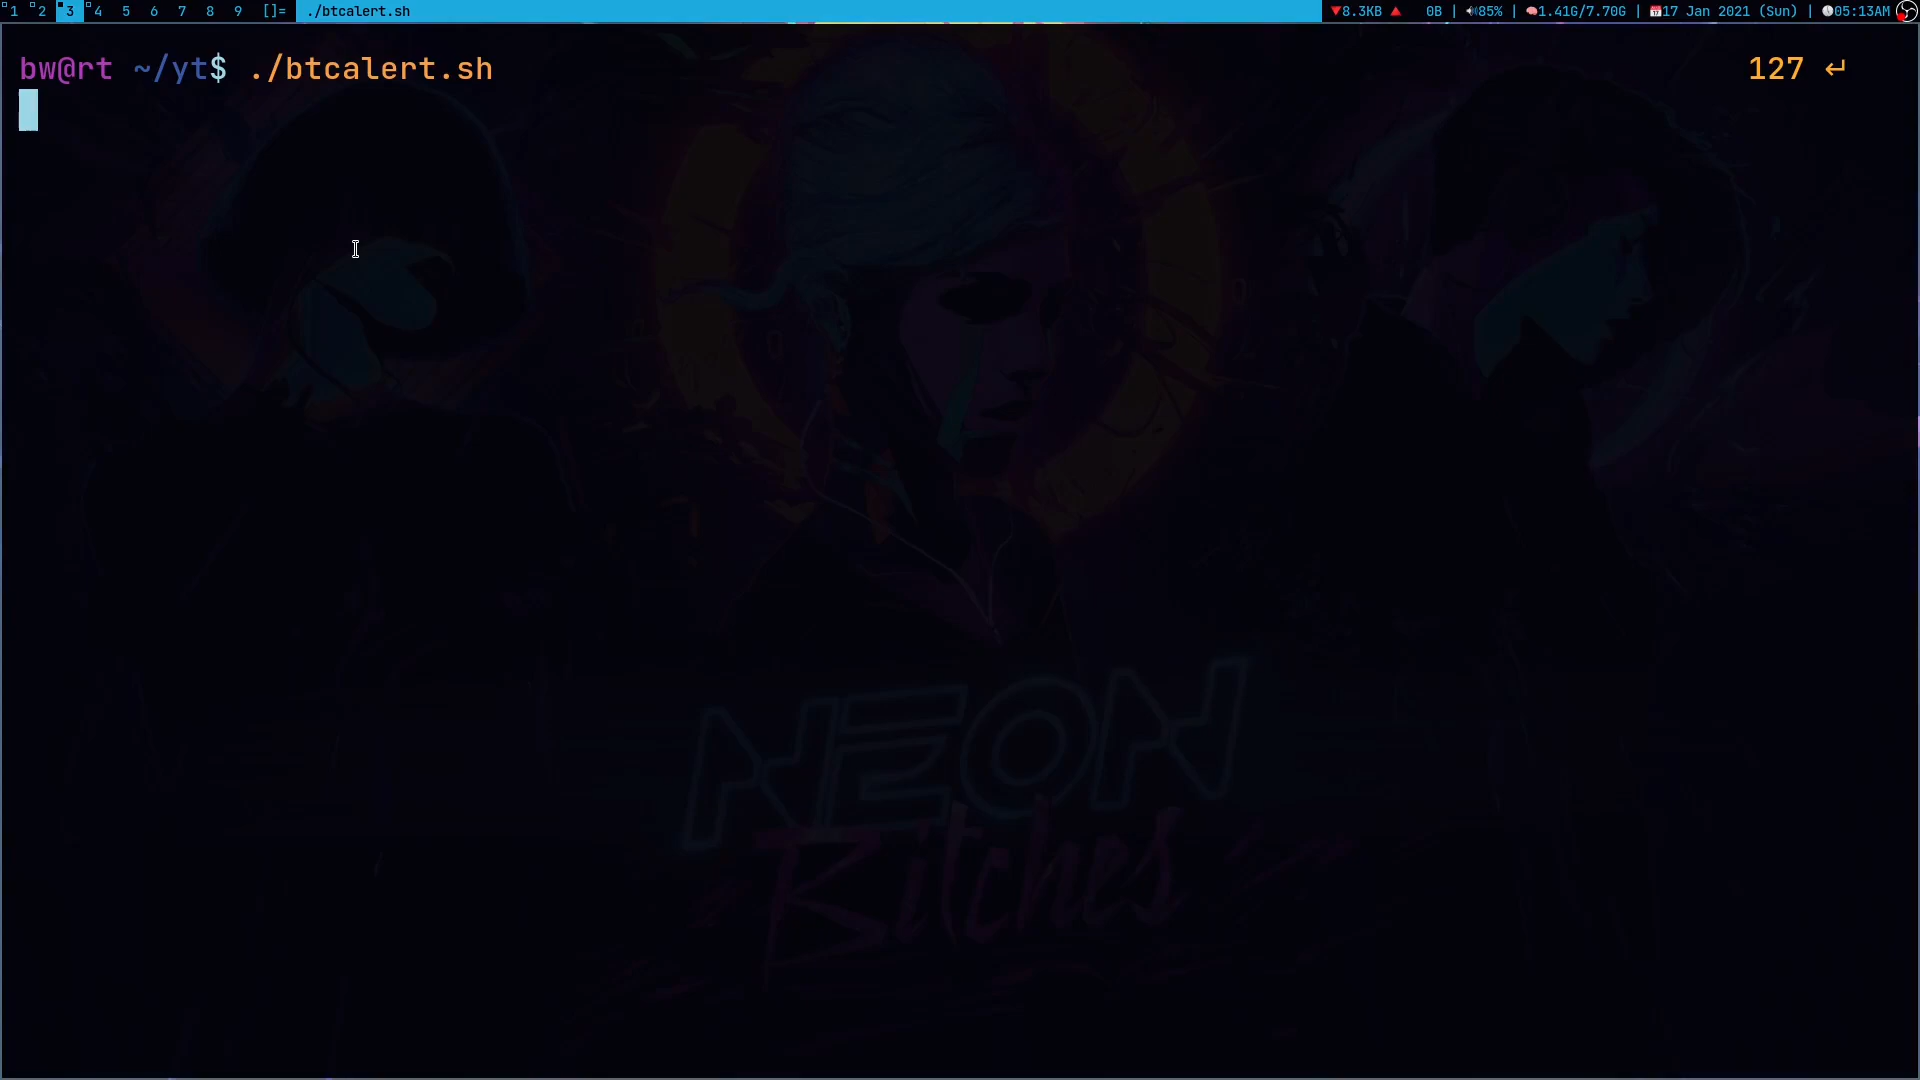 1 2 3 4 5 6 7 8 9 []= ./btcalert.sh 🔻8.3KB 🔺 0B | 🔊85% | 🧠1.41G/7.70G | 📅17 Jan 2021 (Sun) | 🕔05:13AM
bw@rt ~/yt$ ./btcalert.sh 127 ↵
NEON
Bitches